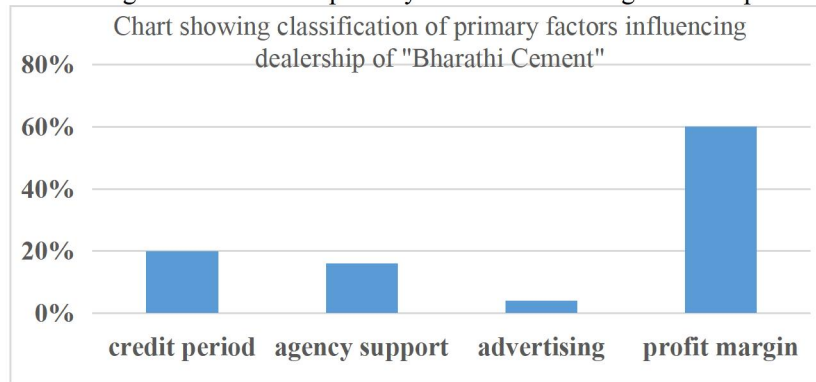 Chart showing classification of primary factors influencing
dealership of "Bharathi Cement"
80%
60%
40%
20%
0%
credit period agency support advertising profit margin